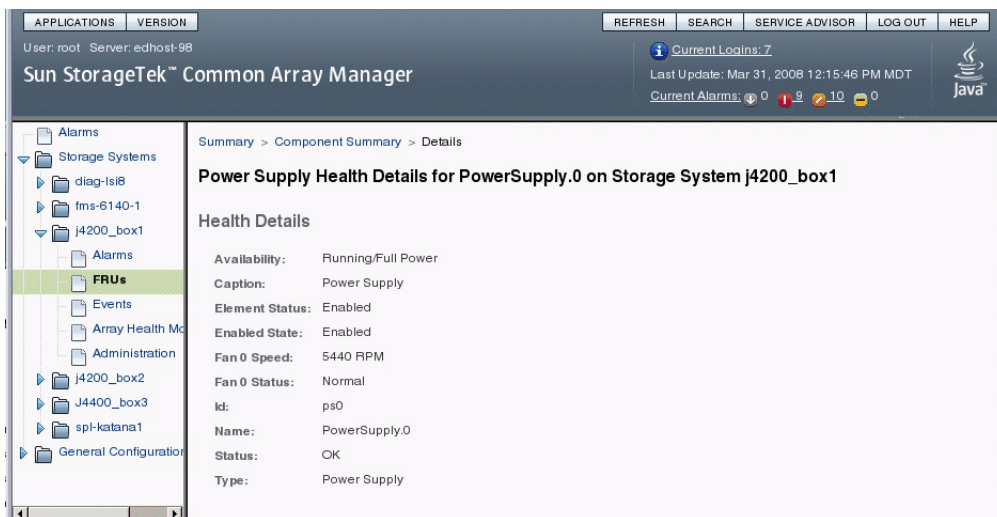 APPLICATIONS VERSION REFRESH SEARCH SERVICE ADVISOR LOG OUT HELP
User: root Server: edhost-98
Sun StorageTek™ Common Array Manager
Current Logins: 7
Last Update: Mar 31, 2008 12:15:46 PM MDT
Current Alarms: 0 9 10 0
Java™
Alarms
Storage Systems
diag-lsi8
fms-6140-1
j4200_box1
Alarms
FRUs
Events
Array Health Mo
Administration
j4200_box2
J4400_box3
spl-katana1
General Configuration
Summary > Component Summary > Details
Power Supply Health Details for PowerSupply.0 on Storage System j4200_box1
Health Details
Availability: Running/Full Power
Caption: Power Supply
Element Status: Enabled
Enabled State: Enabled
Fan 0 Speed: 5440 RPM
Fan 0 Status: Normal
Id: ps0
Name: PowerSupply.0
Status: OK
Type: Power Supply